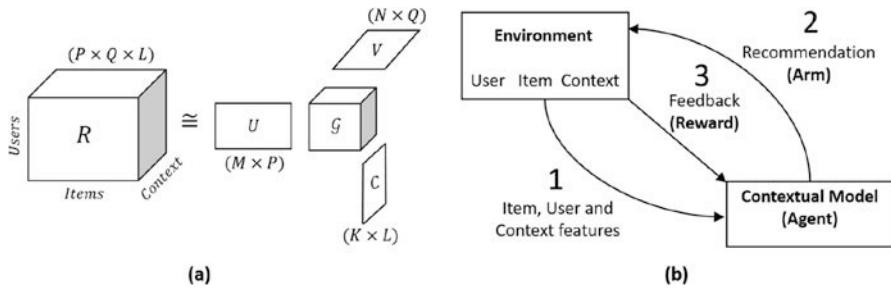 (P × Q × L)
Users
R
Items
Context
≅
U
(M × P)
𝒢
(N × Q)
V
C
(K × L)
(a)
Environment
User Item Context
1
Item, User and
Context features
2
Recommendation
(Arm)
3
Feedback
(Reward)
Contextual Model
(Agent)
(b)